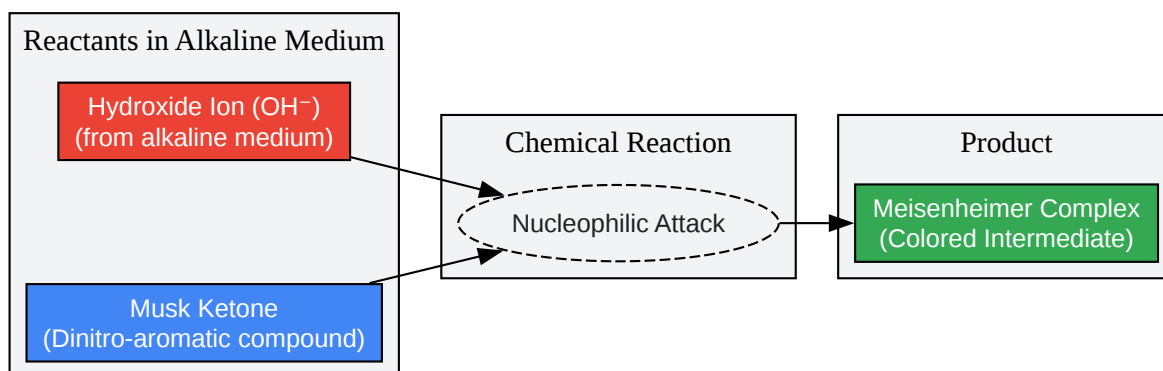 Reactants in Alkaline Medium
Hydroxide Ion (OH⁻)
(from alkaline medium)
Musk Ketone
(Dinitro-aromatic compound)
Chemical Reaction
Nucleophilic Attack
Product
Meisenheimer Complex
(Colored Intermediate)